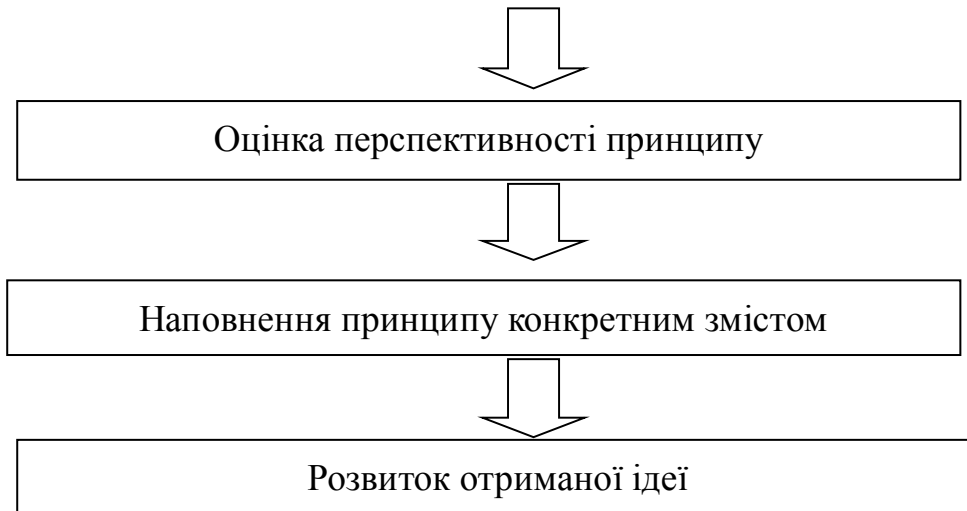 Оцінка перспективності принципу
Наповнення принципу конкретним змістом
Розвиток отриманої ідеї